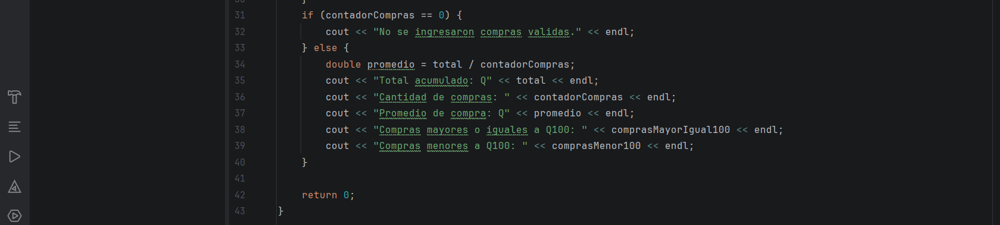 30 }
31 if (contadorCompras == 0) {
32 cout << "No se ingresaron compras validas." << endl;
33 } else {
34 double promedio = total / contadorCompras;
35 cout << "Total acumulado: Q" << total << endl;
36 cout << "Cantidad de compras: " << contadorCompras << endl;
37 cout << "Promedio de compra: Q" << promedio << endl;
38 cout << "Compras mayores o iguales a Q100: " << comprasMayorIgual100 << endl;
39 cout << "Compras menores a Q100: " << comprasMenor100 << endl;
40 }
41
42 return 0;
43 }